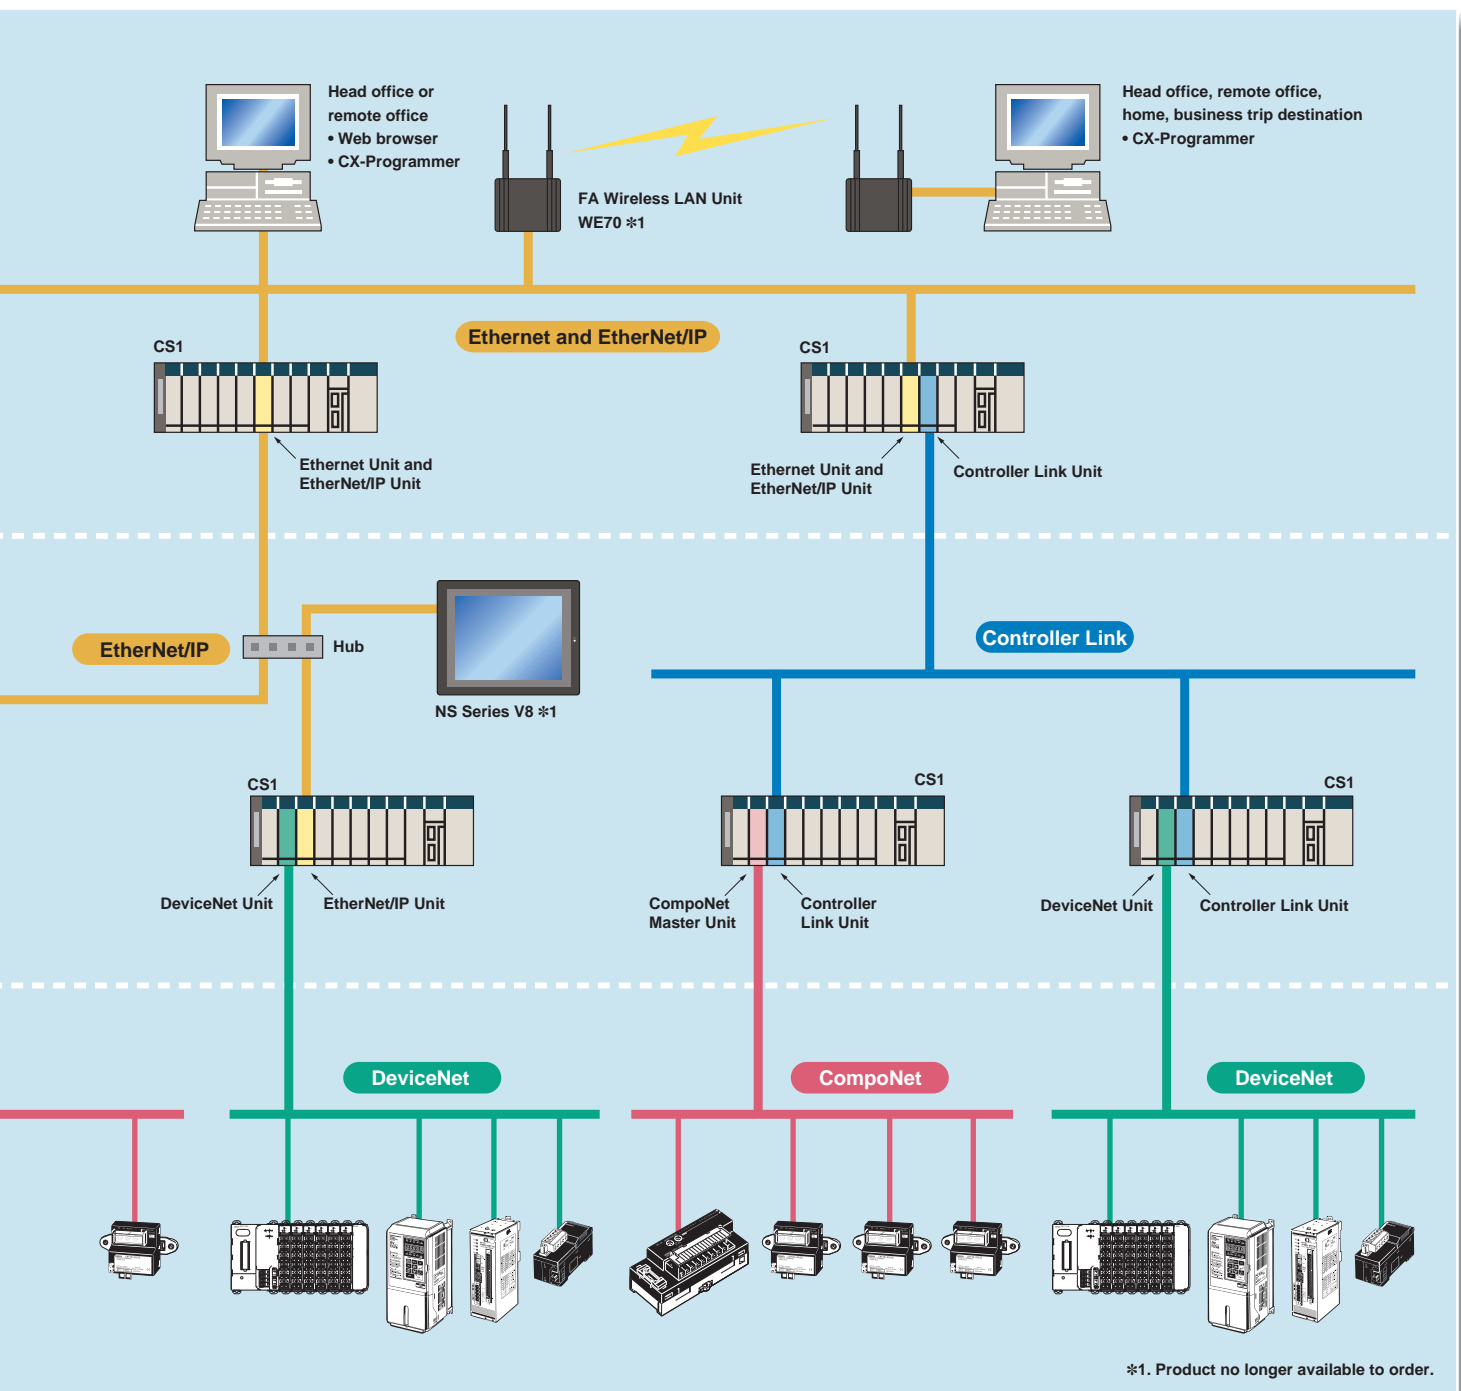 Head office or
remote office
• Web browser
• CX-Programmer
FA Wireless LAN Unit
WE70 ✽1
Head office, remote office,
home, business trip destination
• CX-Programmer
Ethernet and EtherNet/IP
CS1
CS1
Ethernet Unit and
EtherNet/IP Unit
Ethernet Unit and
EtherNet/IP Unit
Controller Link Unit
EtherNet/IP
Hub
NS Series V8 ✽1
Controller Link
CS1
CS1
CS1
DeviceNet Unit
EtherNet/IP Unit
CompoNet
Master Unit
Controller
Link Unit
DeviceNet Unit
Controller Link Unit
DeviceNet
CompoNet
DeviceNet
✽1. Product no longer available to order.